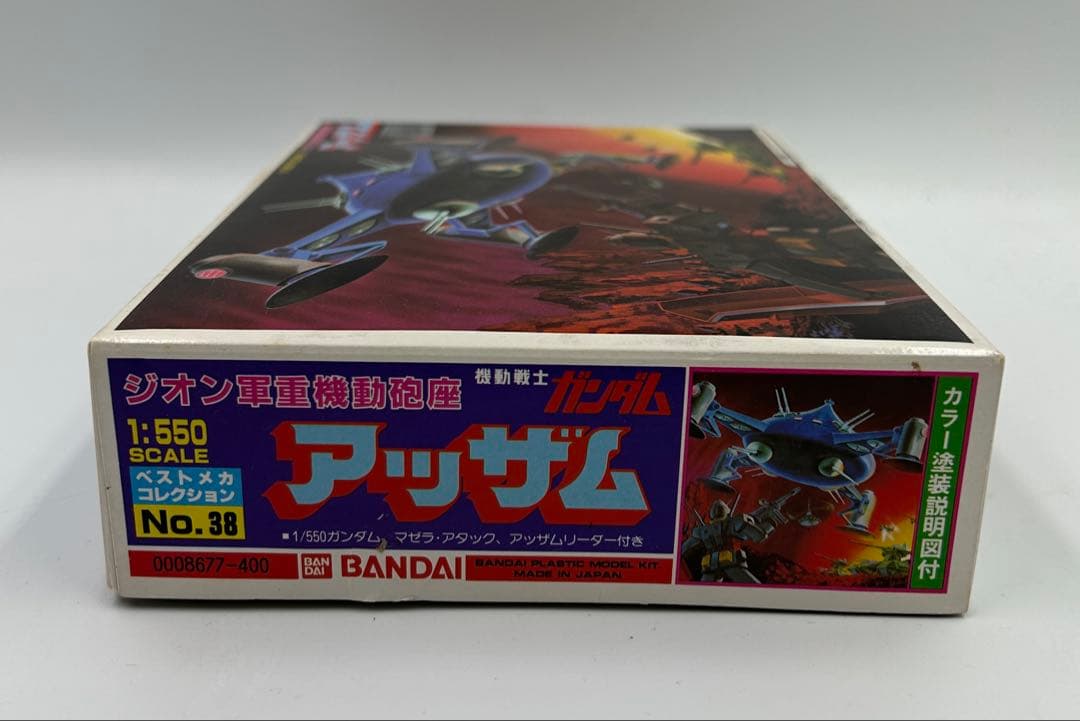 ジオン軍重機動砲座
機動戦士
ガンダム
1:550
SCALE
ベストメカ
コレクション
No.38
アッザム
■1/550ガンダム、マゼラ・アタック、アッザムリーダー付き
0008677-400
BAN
DAI
BANDAI
BANDAI PLASTIC MODEL KIT
MADE IN JAPAN
カラー塗装説明図付